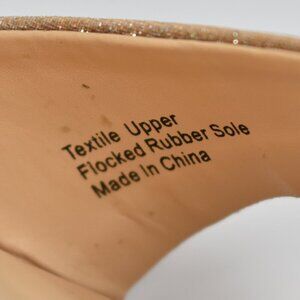 Textile Upper
Flocked Rubber Sole
Made In China